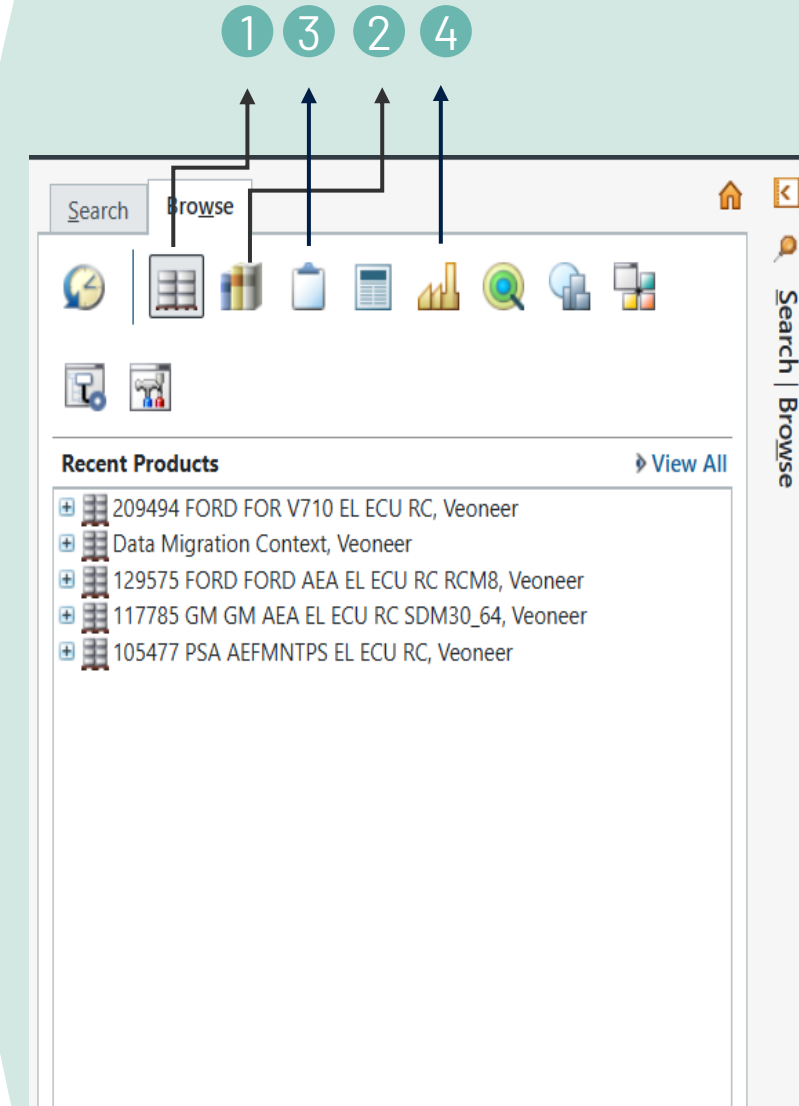 1 3 2 4
Search Browse
Search | Browse
Recent Products View All
209494 FORD FOR V710 EL ECU RC, Veoneer
Data Migration Context, Veoneer
129575 FORD FORD AEA EL ECU RC RCM8, Veoneer
117785 GM GM AEA EL ECU RC SDM30_64, Veoneer
105477 PSA AEFMNTPS EL ECU RC, Veoneer